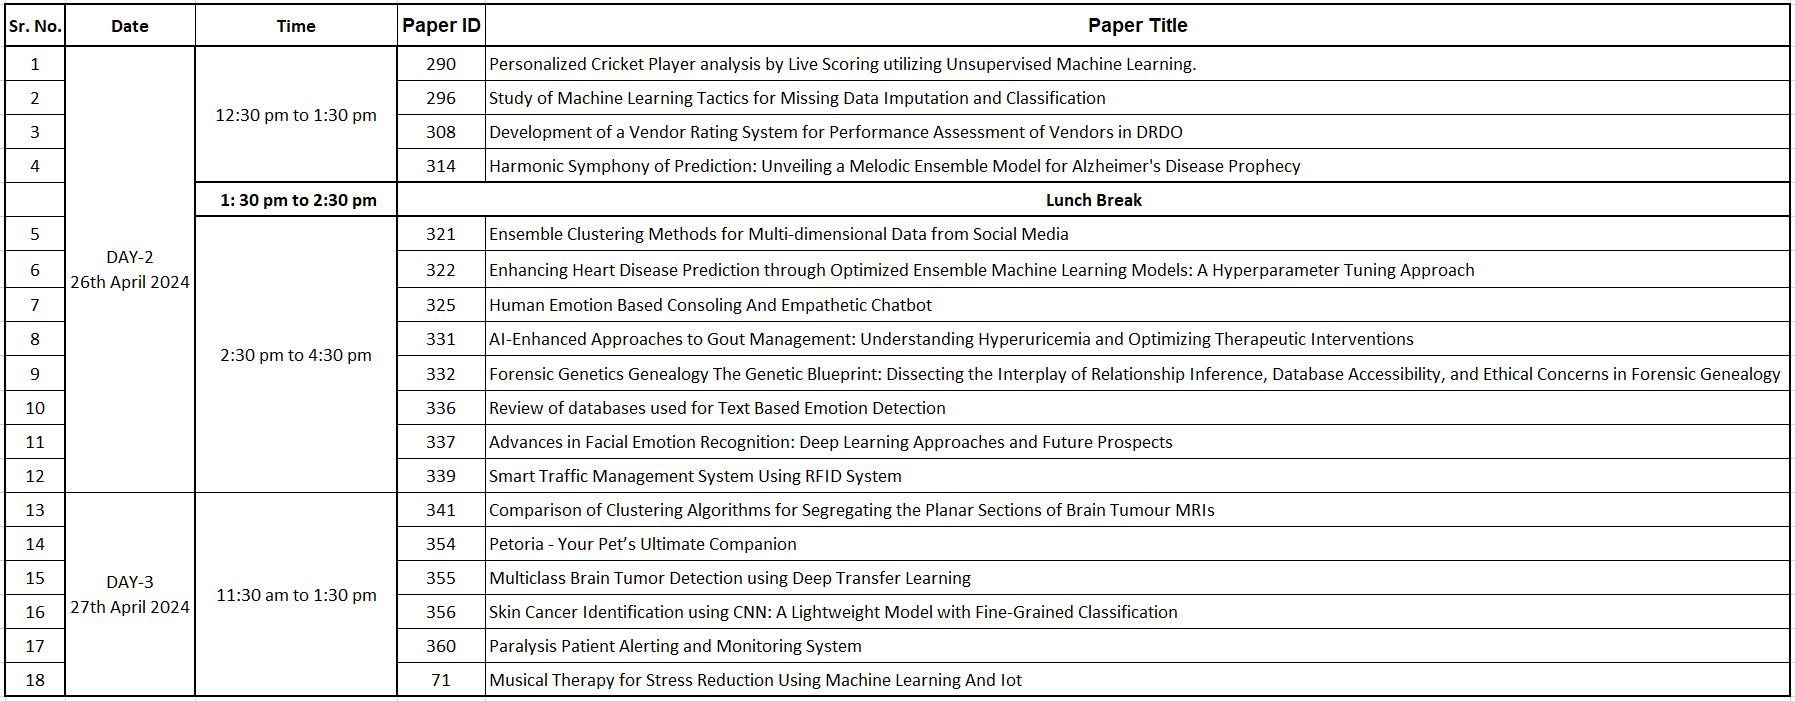 Sr. No. Date Time Paper ID Paper Title
1 290 Personalized Cricket Player analysis by Live Scoring utilizing Unsupervised Machine Learning.
2 296 Study of Machine Learning Tactics for Missing Data Imputation and Classification
12:30 pm to 1:30 pm
3 308 Development of a Vendor Rating System for Performance Assessment of Vendors in DRDO
4 314 Harmonic Symphony of Prediction: Unveiling a Melodic Ensemble Model for Alzheimer's Disease Prophecy
1: 30 pm to 2:30 pm Lunch Break
5 321 Ensemble Clustering Methods for Multi-dimensional Data from Social Media
DAY-2
26th April 2024
6 322 Enhancing Heart Disease Prediction through Optimized Ensemble Machine Learning Models: A Hyperparameter Tuning Approach
7 325 Human Emotion Based Consoling And Empathetic Chatbot
8 331 AI-Enhanced Approaches to Gout Management: Understanding Hyperuricemia and Optimizing Therapeutic Interventions
2:30 pm to 4:30 pm
9 332 Forensic Genetics Genealogy The Genetic Blueprint: Dissecting the Interplay of Relationship Inference, Database Accessibility, and Ethical Concerns in Forensic Genealogy
10 336 Review of databases used for Text Based Emotion Detection
11 337 Advances in Facial Emotion Recognition: Deep Learning Approaches and Future Prospects
12 339 Smart Traffic Management System Using RFID System
13 341 Comparison of Clustering Algorithms for Segregating the Planar Sections of Brain Tumour MRIs
14 354 Petoria - Your Pet’s Ultimate Companion
15 355 Multiclass Brain Tumor Detection using Deep Transfer Learning
DAY-3
27th April 2024
11:30 am to 1:30 pm
16 356 Skin Cancer Identification using CNN: A Lightweight Model with Fine-Grained Classification
17 360 Paralysis Patient Alerting and Monitoring System
18 71 Musical Therapy for Stress Reduction Using Machine Learning And Iot